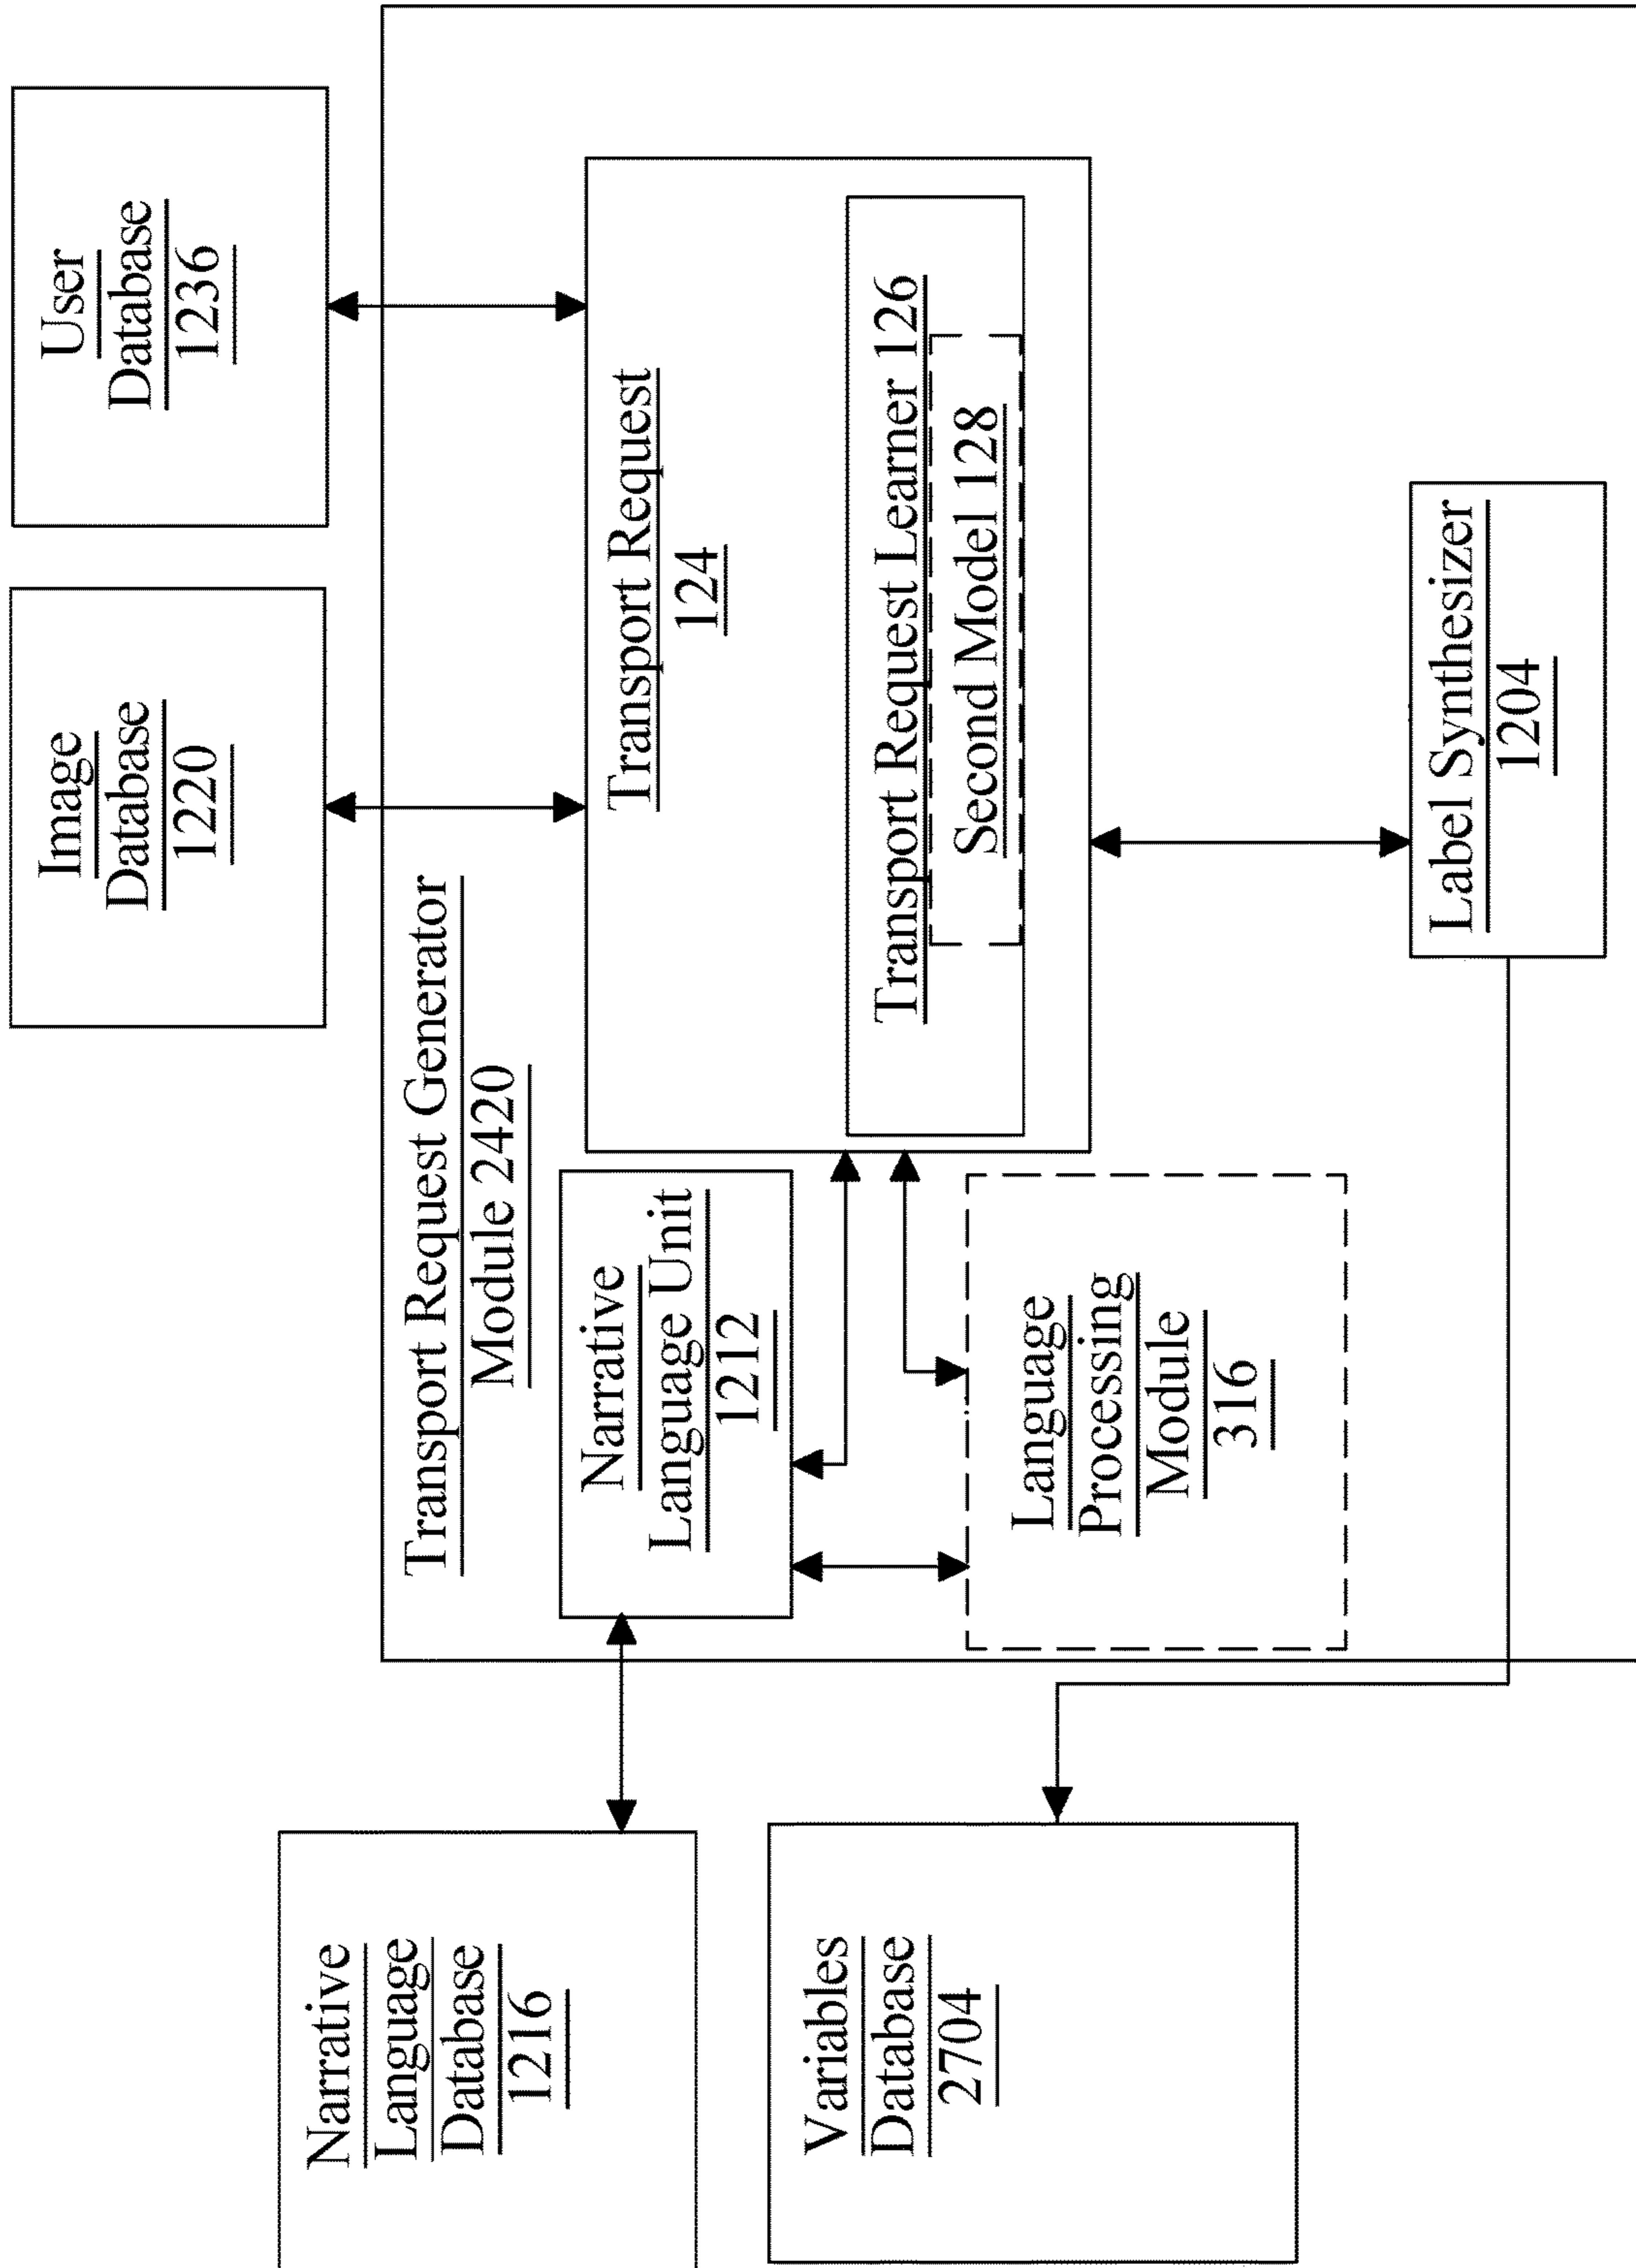 Narrative
Language
Database
1216
Image
Database
1220
User
Database
1236
Transport Request Generator
Module 2420
Narrative
Language Unit
1212
Transport Request
124
Transport Request Learner 126
Second Model 128
Variables
Database
2704
Language
Processing
Module
316
Label Synthesizer
1204